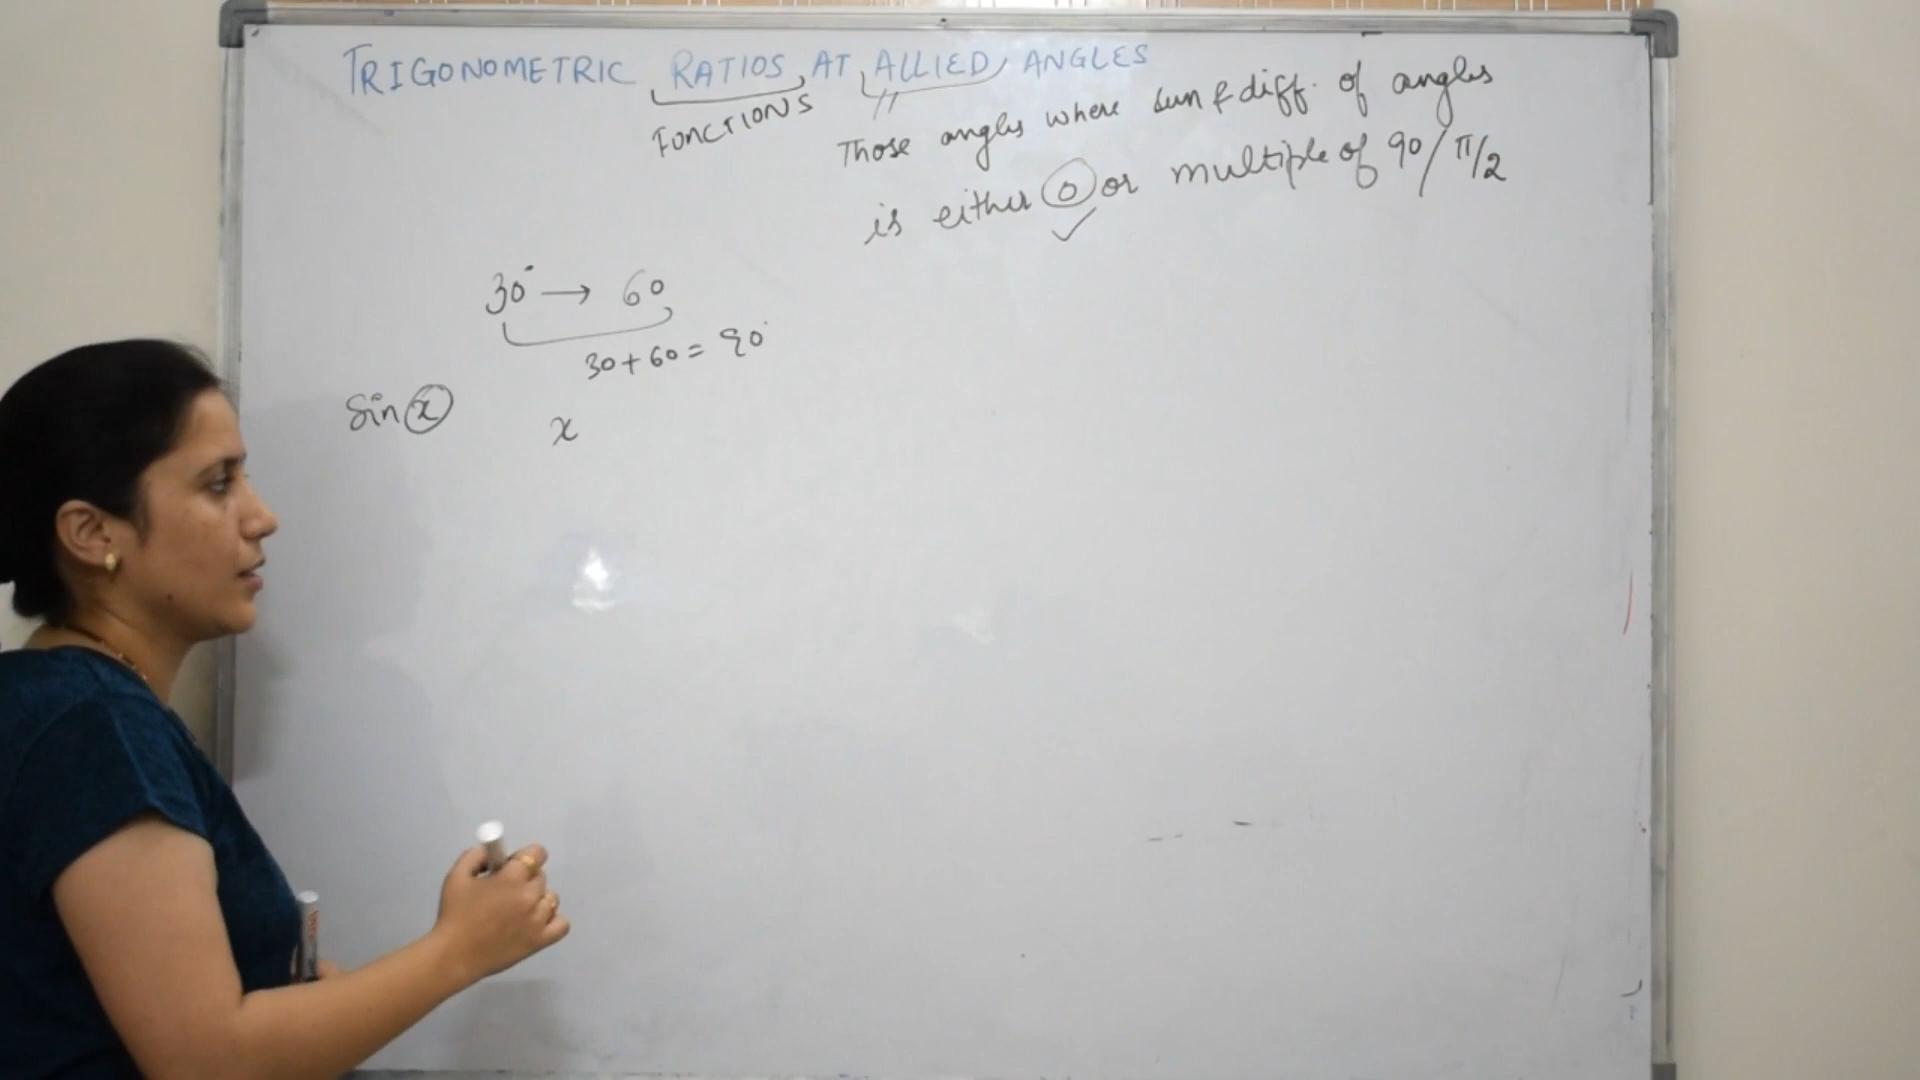 TRIGONOMETRIC RATIOS AT ALLIED ANGLES
FUNCTIONS
Those angles where sum & diff. of angles
is either 0 or multiple of 90/π/2
30° → 60
30+60=90°
Sin x
x